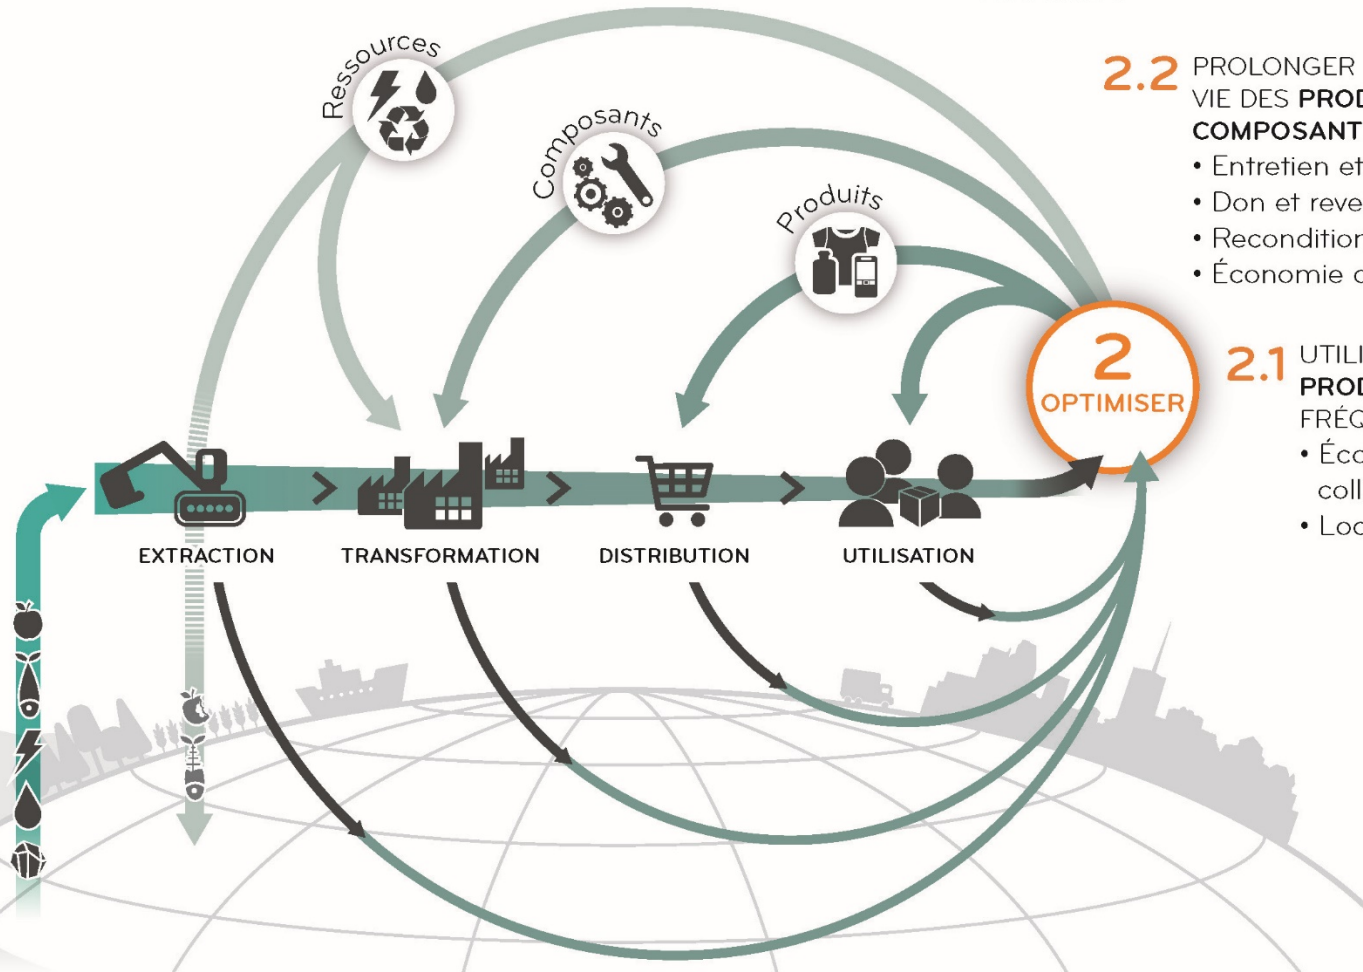 Ressources
Composants
Produits
2.2 PROLONGER
VIE DES PROD
COMPOSANT
• Entretien et
• Don et reve
• Recondition
• Économie
2.1 UTILI
PROD
FRÉQ
• Éco
coll
• Loc
2
OPTIMISER
EXTRACTION
TRANSFORMATION
DISTRIBUTION
UTILISATION